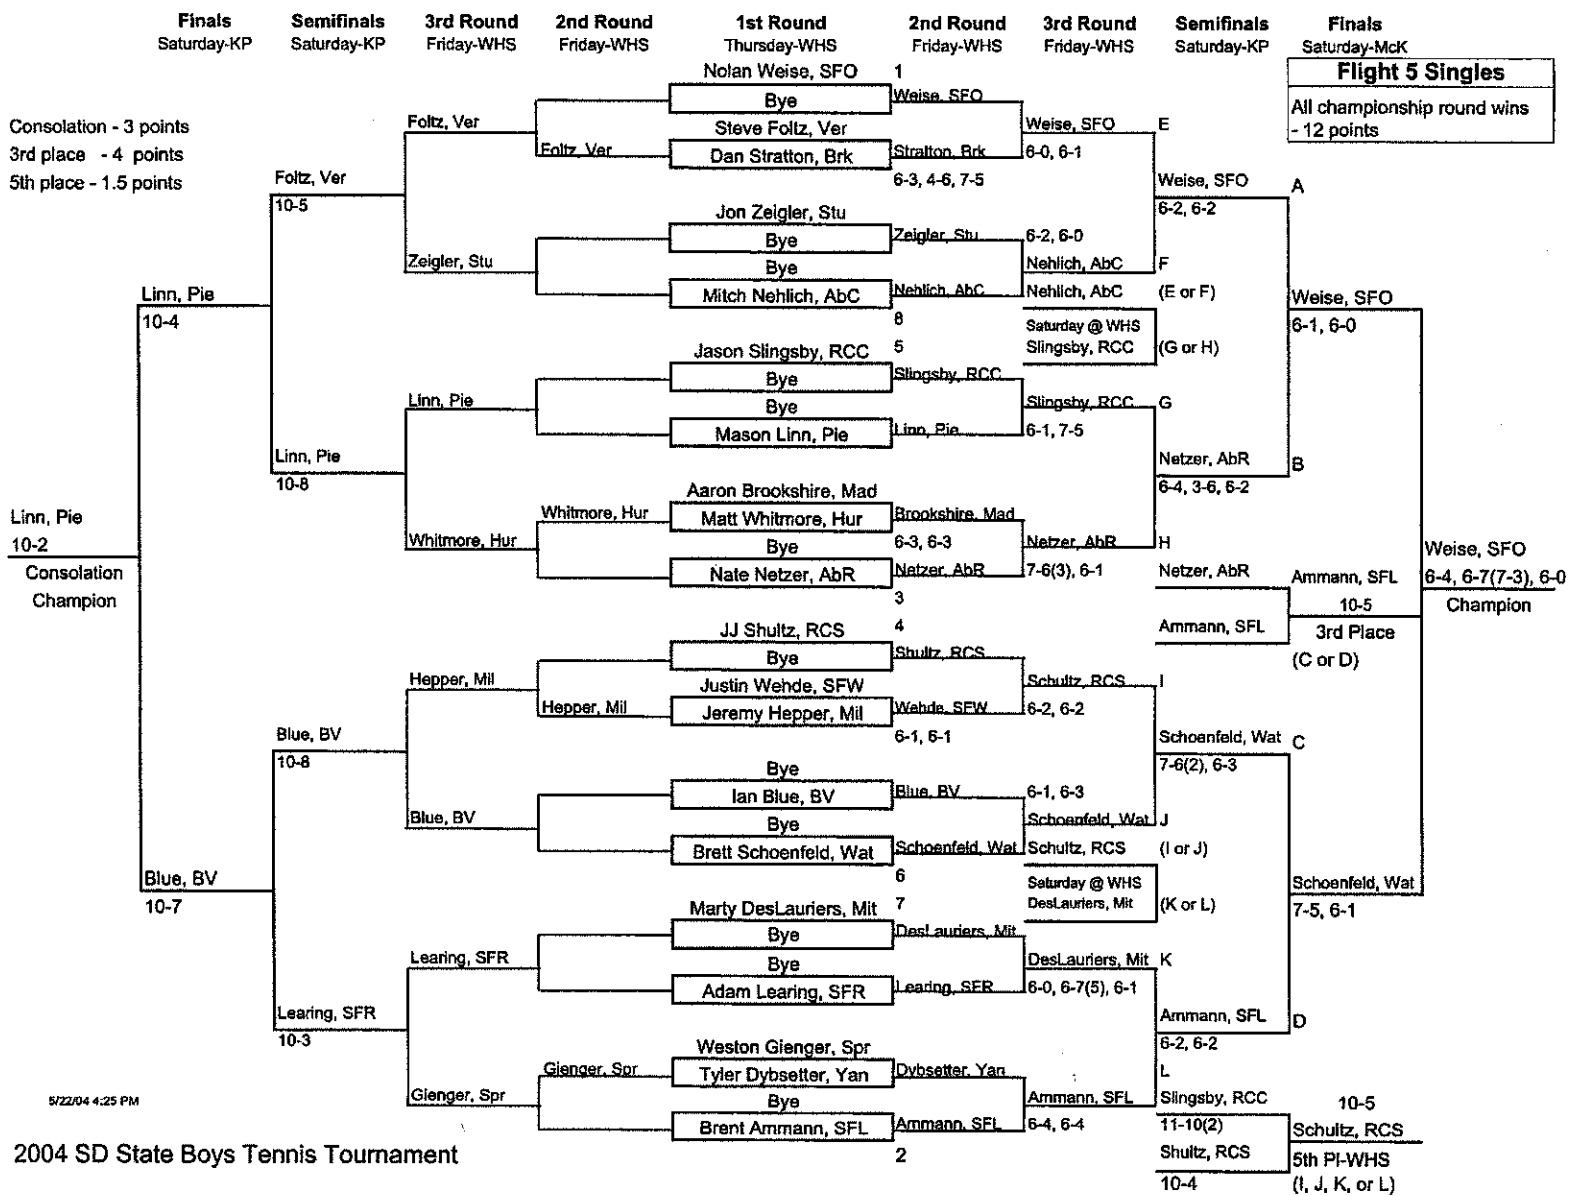 Finals Semifinals 3rd Round 2nd Round 1st Round 2nd Round 3rd Round Semifinals Finals
Saturday-KP Saturday-KP Friday-WHS Friday-WHS Thursday-WHS Friday-WHS Friday-WHS Saturday-KP Saturday-McK
Flight 5 Singles
All championship round wins
- 12 points
Consolation - 3 points
3rd place - 4 points
5th place - 1.5 points
Linn, Pie
10-2
Consolation
Champion
Linn, Pie
10-4
Blue, BV
10-7
Foltz, Ver
10-5
Linn, Pie
10-8
Blue, BV
10-8
Learing, SFR
10-3
Foltz, Ver
Zeigler, Stu
Linn, Pie
Whitmore, Hur
Hepper, Mil
Blue, BV
Learing, SFR
Gienger, Spr
Foltz, Ver
Whitmore, Hur
Hepper, Mil
Gienger, Spr
Nolan Weise, SFO
Bye
Steve Foltz, Ver
Dan Stratton, Brk
Jon Zeigler, Stu
Bye
Bye
Mitch Nehlich, AbC
Jason Slingsby, RCC
Bye
Bye
Mason Linn, Pie
Aaron Brookshire, Mad
Matt Whitmore, Hur
Bye
Nate Netzer, AbR
JJ Shultz, RCS
Bye
Justin Wehde, SFW
Jeremy Hepper, Mil
Bye
Ian Blue, BV
Bye
Brett Schoenfeld, Wat
Marty DesLauriers, Mit
Bye
Bye
Adam Learing, SFR
Weston Gienger, Spr
Tyler Dybsetter, Yan
Bye
Brent Ammann, SFL
1
Weise, SFO
Stratton, Brk
6-3, 4-6, 7-5
Zeigler, Stu
Nehlich, AbC
8
5
Slingsby, RCC
Linn, Pie
Brookshire, Mad
6-3, 6-3
Netzer, AbR
3
4
Shultz, RCS
Wehde, SFW
6-1, 6-1
Blue, BV
Schoenfeld, Wat
6
7
DesLauriers, Mit
Learing, SFR
Dybsetter, Yan
Ammann, SFL
2
Weise, SFO
6-0, 6-1
6-2, 6-0
Nehlich, AbC
Nehlich, AbC
Saturday @ WHS
Slingsby, RCC
Slingsby, RCC
6-1, 7-5
Netzer, AbR
7-6(3), 6-1
Schultz, RCS
6-2, 6-2
6-1, 6-3
Schoenfeld, Wat
Schultz, RCS
Saturday @ WHS
DesLauriers, Mit
DesLauriers, Mit
6-0, 6-7(5), 6-1
Ammann, SFL
6-4, 6-4
E
Weise, SFO
6-2, 6-2
F
(E or F)
(G or H)
G
Netzer, AbR
6-4, 3-6, 6-2
H
Netzer, AbR
Ammann, SFL
I
Schoenfeld, Wat
7-6(2), 6-3
J
(I or J)
(K or L)
K
Ammann, SFL
6-2, 6-2
L
Slingsby, RCC
11-10(2)
Shultz, RCS
10-4
A
Weise, SFO
6-1, 6-0
B
Ammann, SFL
10-5
3rd Place
(C or D)
C
Schoenfeld, Wat
7-5, 6-1
D
10-5
Schultz, RCS
5th Pl-WHS
(I, J, K, or L)
Weise, SFO
6-4, 6-7(7-3), 6-0
Champion
5/22/04 4:25 PM
2004 SD State Boys Tennis Tournament